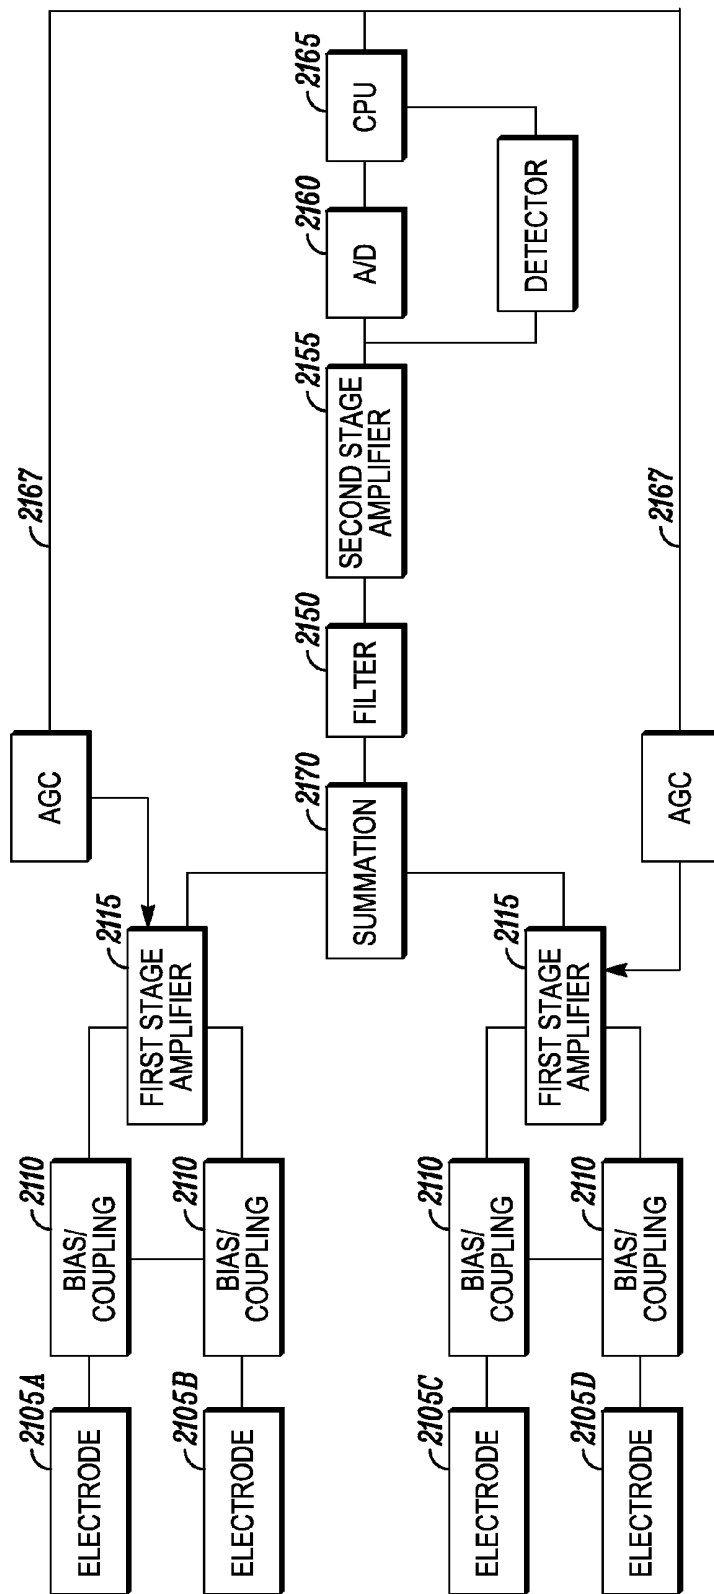 2105A
ELECTRODE
2105B
ELECTRODE
2105C
ELECTRODE
2105D
ELECTRODE
2110
BIAS/
COUPLING
2110
BIAS/
COUPLING
2110
BIAS/
COUPLING
2110
BIAS/
COUPLING
2115
FIRST STAGE
AMPLIFIER
2115
FIRST STAGE
AMPLIFIER
AGC
2167
AGC
2167
2170
SUMMATION
2150
FILTER
2155
SECOND STAGE
AMPLIFIER
2160
A/D
2165
CPU
DETECTOR